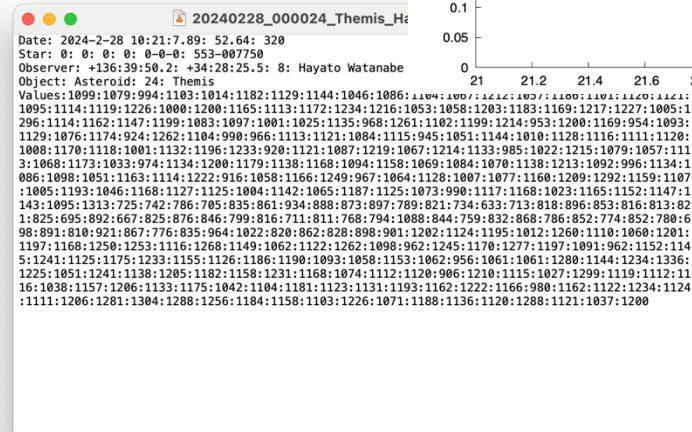 20240228_000024_Themis_Ha
Date: 2024-2-28 10:21:7.89: 52.64: 320
Star: 0: 0: 0: 0: 0-0-0: 553-007750
Observer: +136:39:50.2: +34:28:25.5: 8: Hayato Watanabe
Object: Asteroid: 24: Themis
Values:1099:1079:994:1103:1014:1182:1129:1144:1046:1086:1104:1067:1212:1057:1186:1101:1126:1121:
1095:1114:1119:1226:1000:1200:1165:1113:1172:1234:1216:1053:1058:1203:1183:1169:1217:1227:1005:1
296:1114:1162:1147:1199:1083:1097:1001:1025:1135:968:1261:1102:1199:1214:953:1200:1169:954:1093:
1129:1076:1174:924:1262:1104:990:966:1113:1121:1084:1115:945:1051:1144:1010:1128:1116:1111:1120:
1008:1170:1118:1001:1132:1196:1233:920:1121:1087:1219:1067:1214:1133:985:1022:1215:1079:1057:111
3:1068:1173:1033:974:1134:1200:1179:1138:1168:1094:1158:1069:1084:1070:1138:1213:1092:996:1134:1
086:1098:1051:1163:1114:1222:916:1058:1166:1249:967:1064:1128:1007:1077:1160:1209:1292:1159:1107
:1005:1193:1046:1168:1127:1125:1004:1142:1065:1187:1125:1073:990:1117:1168:1023:1165:1152:1147:1
143:1095:1313:725:742:786:705:835:861:934:888:873:897:789:821:734:633:713:818:896:853:816:813:82
1:825:695:892:667:825:876:846:799:816:711:811:768:794:1088:844:759:832:868:786:852:774:852:780:6
98:891:810:921:867:776:835:964:1022:820:862:828:898:901:1202:1124:1195:1012:1260:1110:1060:1201:
1197:1168:1250:1253:1116:1268:1149:1062:1122:1262:1098:962:1245:1170:1277:1197:1091:962:1152:114
5:1241:1125:1175:1233:1155:1126:1186:1190:1093:1058:1153:1062:956:1061:1061:1280:1144:1234:1336:
1225:1051:1241:1138:1205:1182:1158:1231:1168:1074:1112:1120:906:1210:1115:1027:1299:1119:1112:11
16:1038:1157:1206:1133:1175:1042:1104:1181:1123:1131:1193:1162:1222:1166:980:1162:1122:1234:1124
:1111:1206:1281:1304:1288:1256:1184:1158:1103:1226:1071:1188:1136:1120:1288:1121:1037:1200
0.1
0.05
0
21 21.2 21.4 21.6